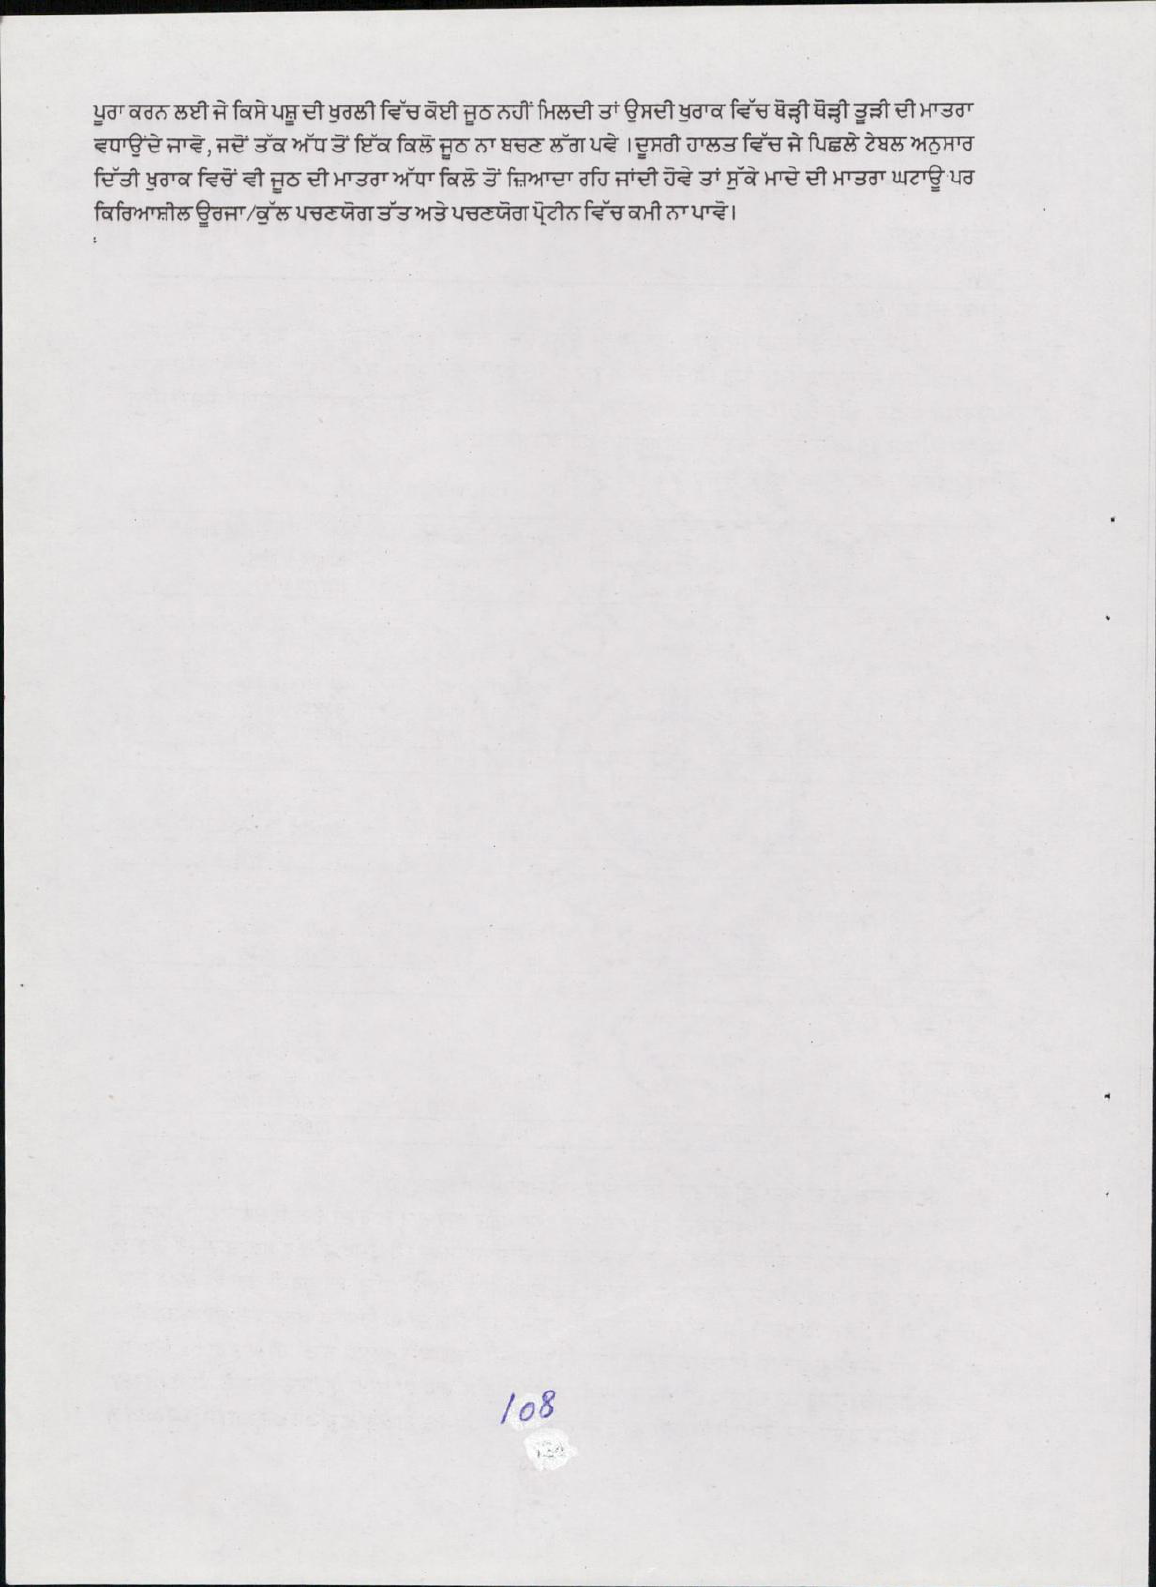 ਪੂਰਾ ਕਰਨ ਲਈ ਜੇ ਕਿਸੇ ਪਸ਼ੂ ਦੀ ਖੁਰਲੀ ਵਿੱਚ ਕੋਈ ਜੂਠ ਨਹੀਂ ਮਿਲਦੀ ਤਾਂ ਉਸਦੀ ਖੁਰਾਕ ਵਿੱਚ ਥੋੜ੍ਹੀ ਥੋੜ੍ਹੀ ਤੂੜੀ ਦੀ ਮਾਤਰਾ
ਵਧਾਉਂਦੇ ਜਾਵੋ, ਜਦੋਂ ਤੱਕ ਅੱਧ ਤੋਂ ਇੱਕ ਕਿਲੋ ਜੂਠ ਨਾ ਬਚਣ ਲੱਗ ਪਵੇ । ਦੂਸਰੀ ਹਾਲਤ ਵਿੱਚ ਜੇ ਪਿਛਲੇ ਟੇਬਲ ਅਨੁਸਾਰ
ਦਿੱਤੀ ਖੁਰਾਕ ਵਿਚੋਂ ਵੀ ਜੂਠ ਦੀ ਮਾਤਰਾ ਅੱਧਾ ਕਿਲੋ ਤੋਂ ਜ਼ਿਆਦਾ ਰਹਿ ਜਾਂਦੀ ਹੋਵੇ ਤਾਂ ਸੁੱਕੇ ਮਾਦੇ ਦੀ ਮਾਤਰਾ ਘਟਾਉ ਪਰ
ਕਿਰਿਆਸ਼ੀਲ ਊਰਜਾ/ਕੁੱਲ ਪਚਣਯੋਗ ਤੱਤ ਅਤੇ ਪਚਣਯੋਗ ਪ੍ਰੋਟੀਨ ਵਿੱਚ ਕਮੀ ਨਾ ਪਾਵੋ।
108